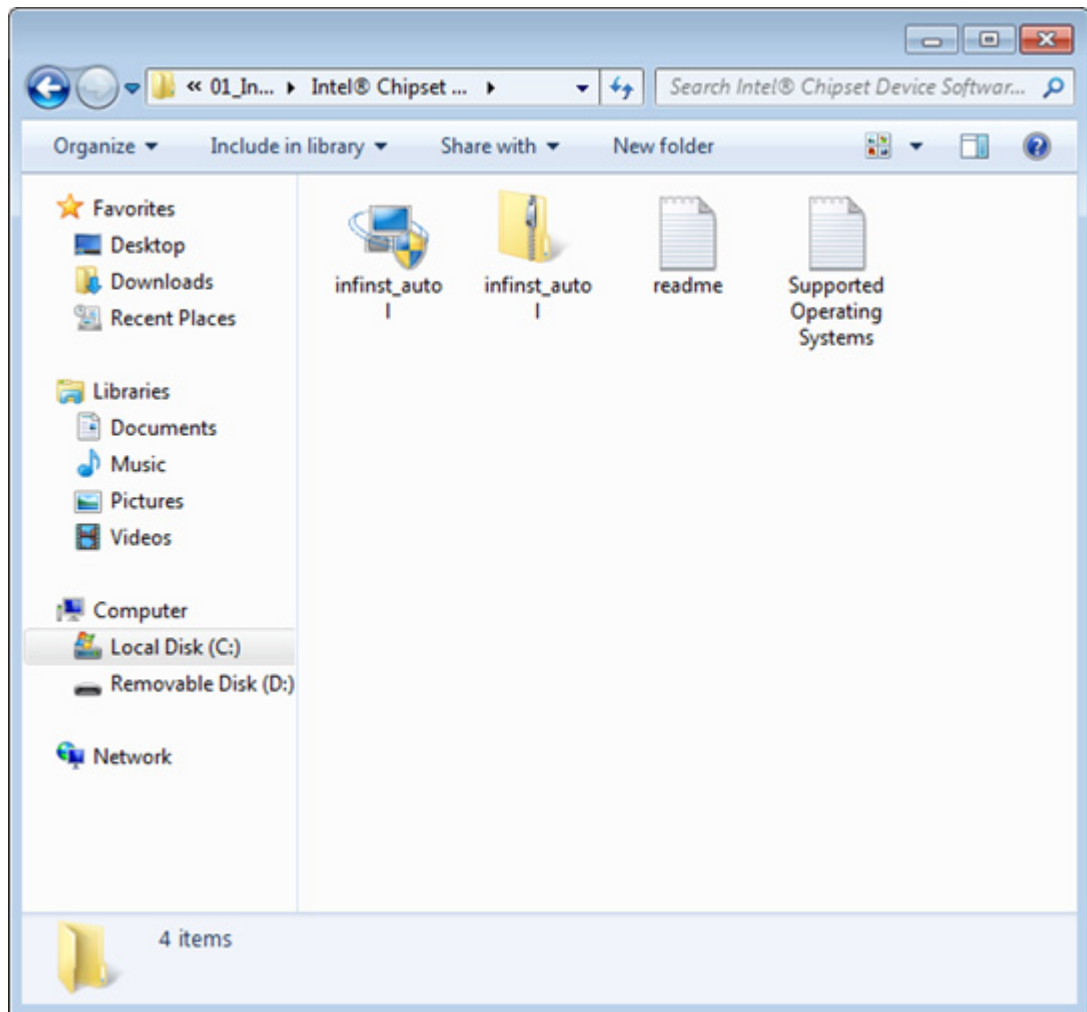 « 01_In... Intel® Chipset ...
Search Intel® Chipset Device Softwar...
Organize Include in library Share with New folder
Favorites
Desktop
Downloads
Recent Places
Libraries
Documents
Music
Pictures
Videos
Computer
Local Disk (C:)
Removable Disk (D:)
Network
infinst_auto
l
infinst_auto
l
readme
Supported
Operating
Systems
4 items